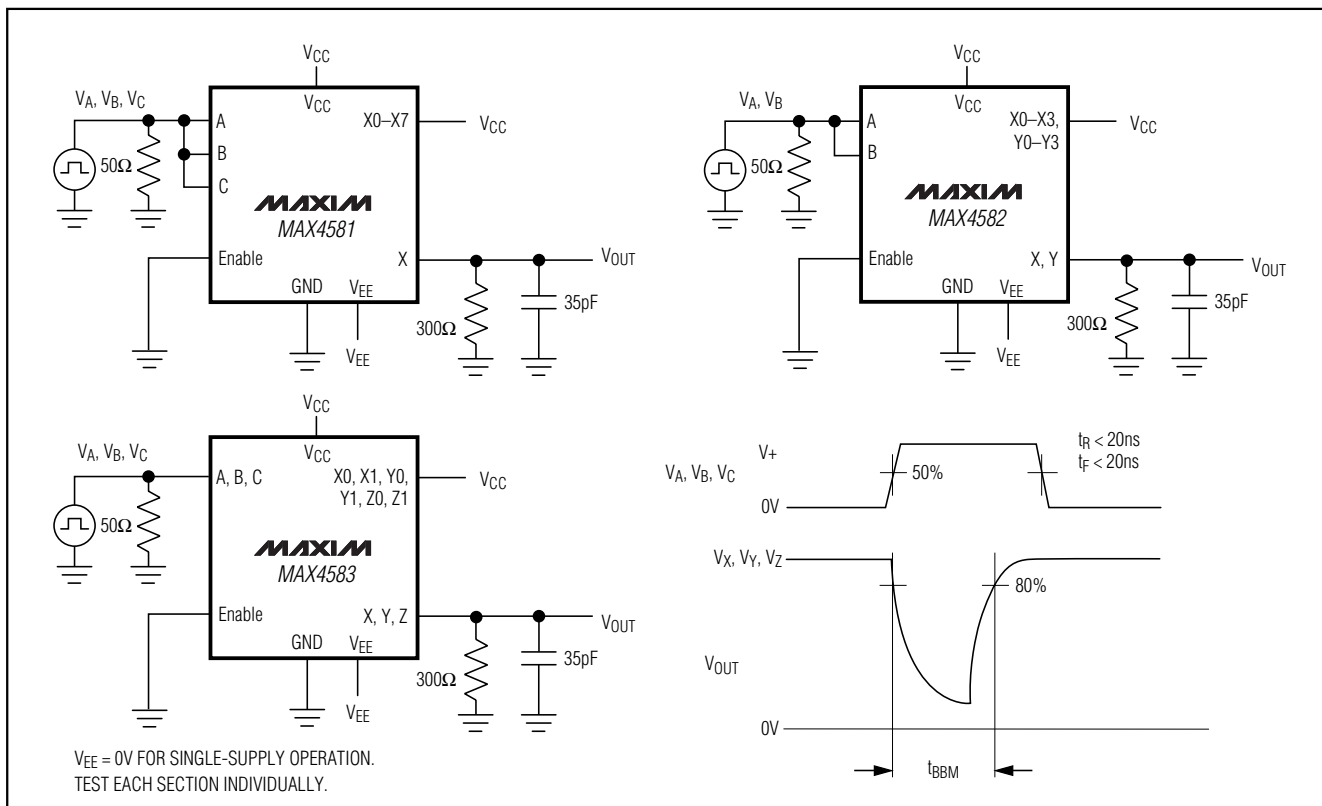 VCC
VCC
VA, VB, VC
A
X0–X7
VCC
50Ω
B
C
MAXIM
MAX4581
Enable
X
VOUT
GND
VEE
35pF
300Ω
VEE
VCC
VCC
VA, VB
A
X0–X3,
Y0–Y3
VCC
50Ω
B
MAXIM
MAX4582
Enable
X, Y
VOUT
GND
VEE
35pF
300Ω
VEE
VCC
VCC
VA, VB, VC
A, B, C
X0, X1, Y0,
Y1, Z0, Z1
VCC
50Ω
MAXIM
MAX4583
Enable
X, Y, Z
VOUT
GND
VEE
35pF
300Ω
VEE
V+
tR < 20ns
tF < 20ns
VA, VB, VC
50%
0V
VX, VY, VZ
80%
VOUT
0V
tBBM
VEE = 0V FOR SINGLE-SUPPLY OPERATION.
TEST EACH SECTION INDIVIDUALLY.